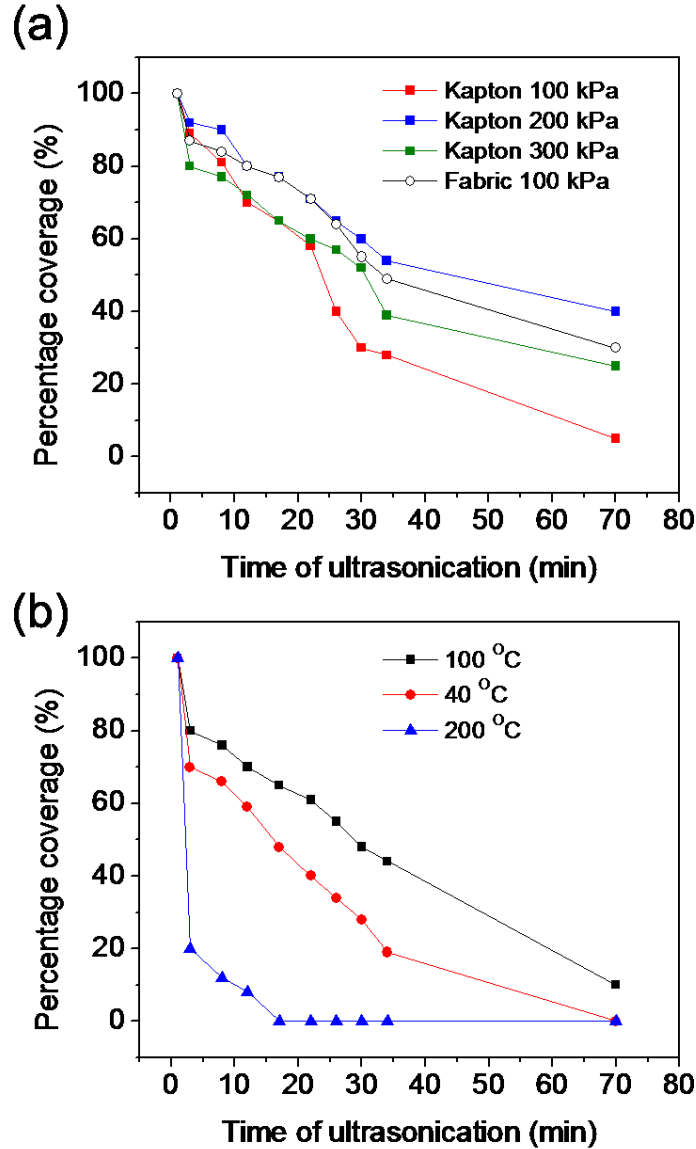 (a)
Percentage coverage (%)
100
80
60
40
20
0
Kapton 100 kPa
Kapton 200 kPa
Kapton 300 kPa
Fabric 100 kPa
0 10 20 30 40 50 60 70 80
Time of ultrasonication (min)
(b)
Percentage coverage (%)
100
80
60
40
20
0
100 °C
40 °C
200 °C
0 10 20 30 40 50 60 70 80
Time of ultrasonication (min)